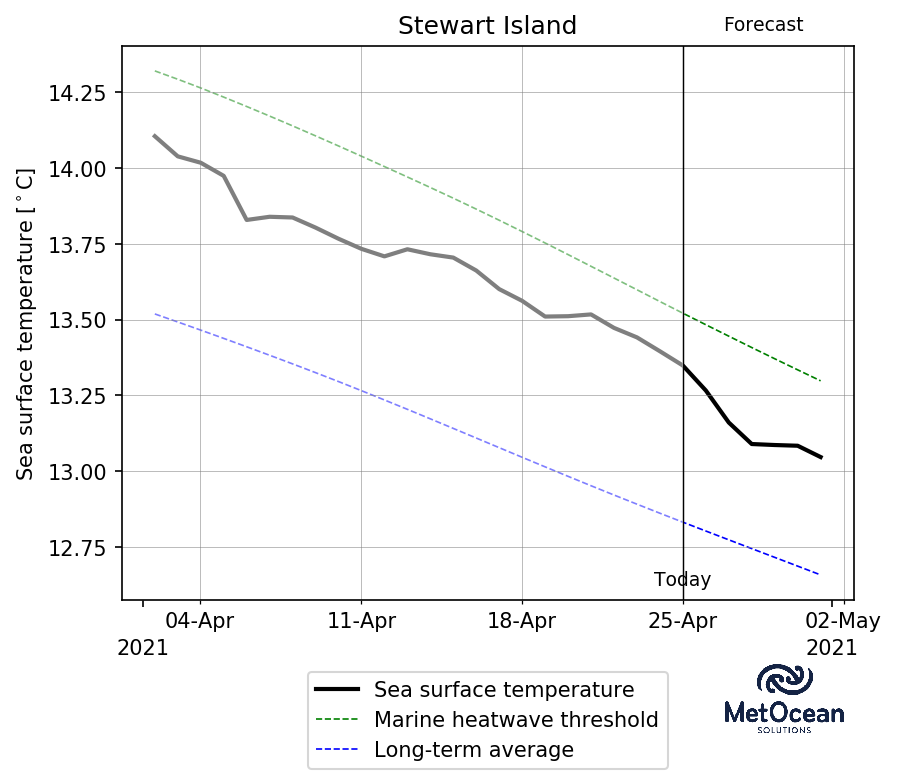 Stewart Island
Forecast
Sea surface temperature [°C]
14.25
14.00
13.75
13.50
13.25
13.00
12.75
Today
04-Apr
11-Apr
18-Apr
25-Apr
02-May
2021
2021
Sea surface temperature
Marine heatwave threshold
Long-term average
MetOcean
SOLUTIONS